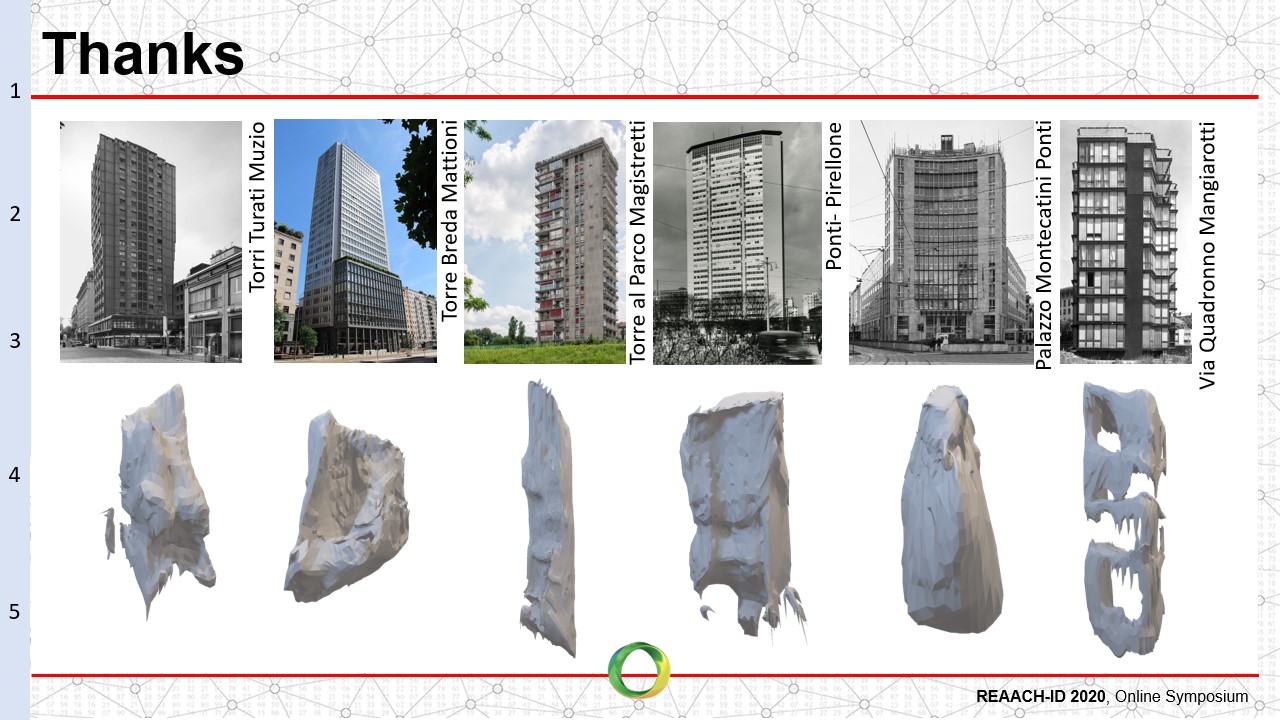 Thanks
1
2
3
4
5
Torri Turati Muzio
Torre Breda Mattioni
Torre al Parco Magistretti
Ponti- Pirellone
Palazzo Montecatini Ponti
Via Quadronno Mangiarotti
REAACH-ID 2020, Online Symposium